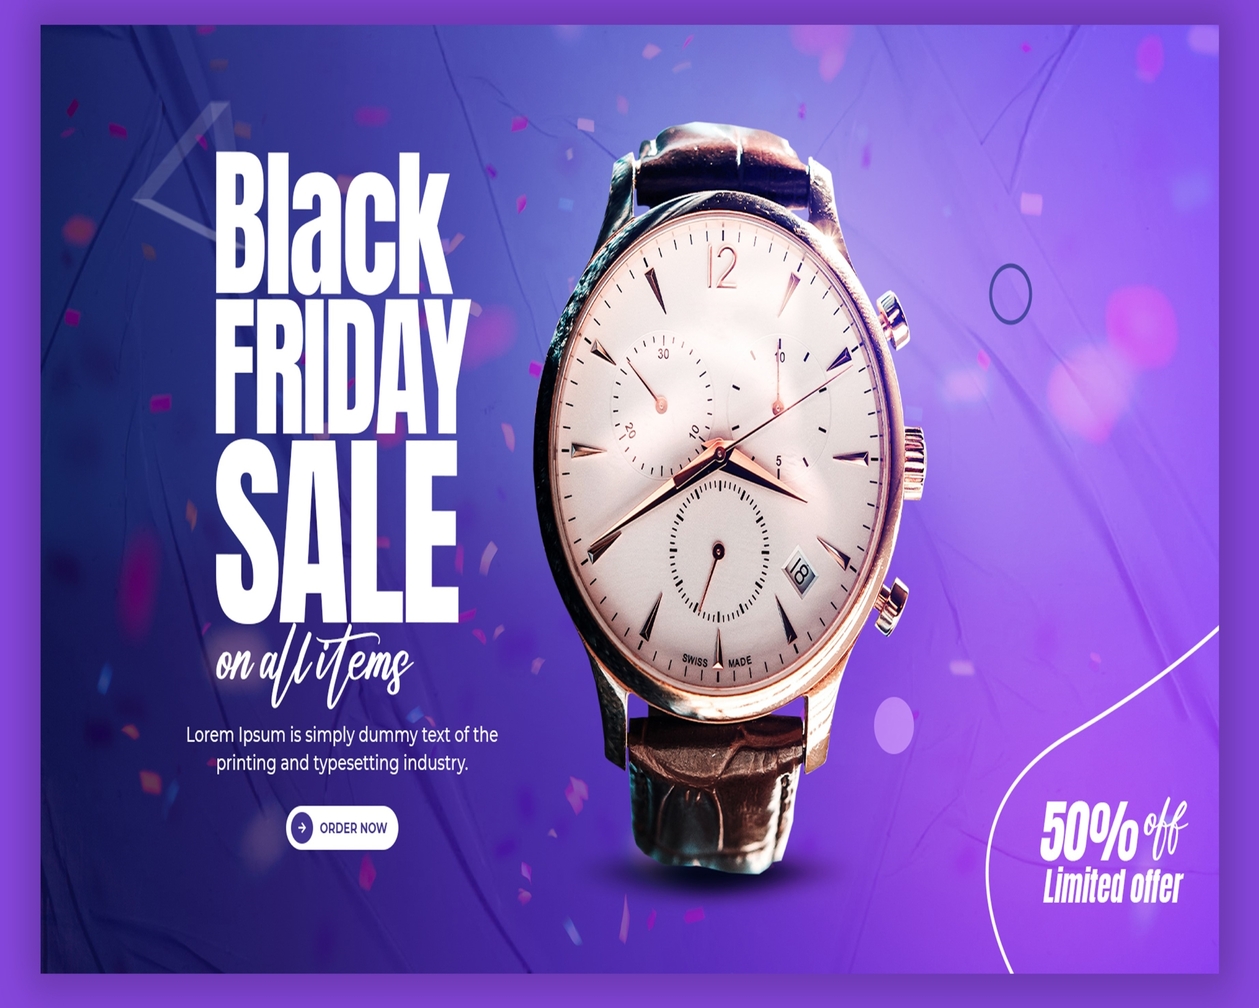 Black
FRIDAY
SALE
on all items
Lorem Ipsum is simply dummy text of the
printing and typesetting industry.
ORDER NOW
12
30
10
20
10
5
18
SWISS MADE
50% off
Limited offer